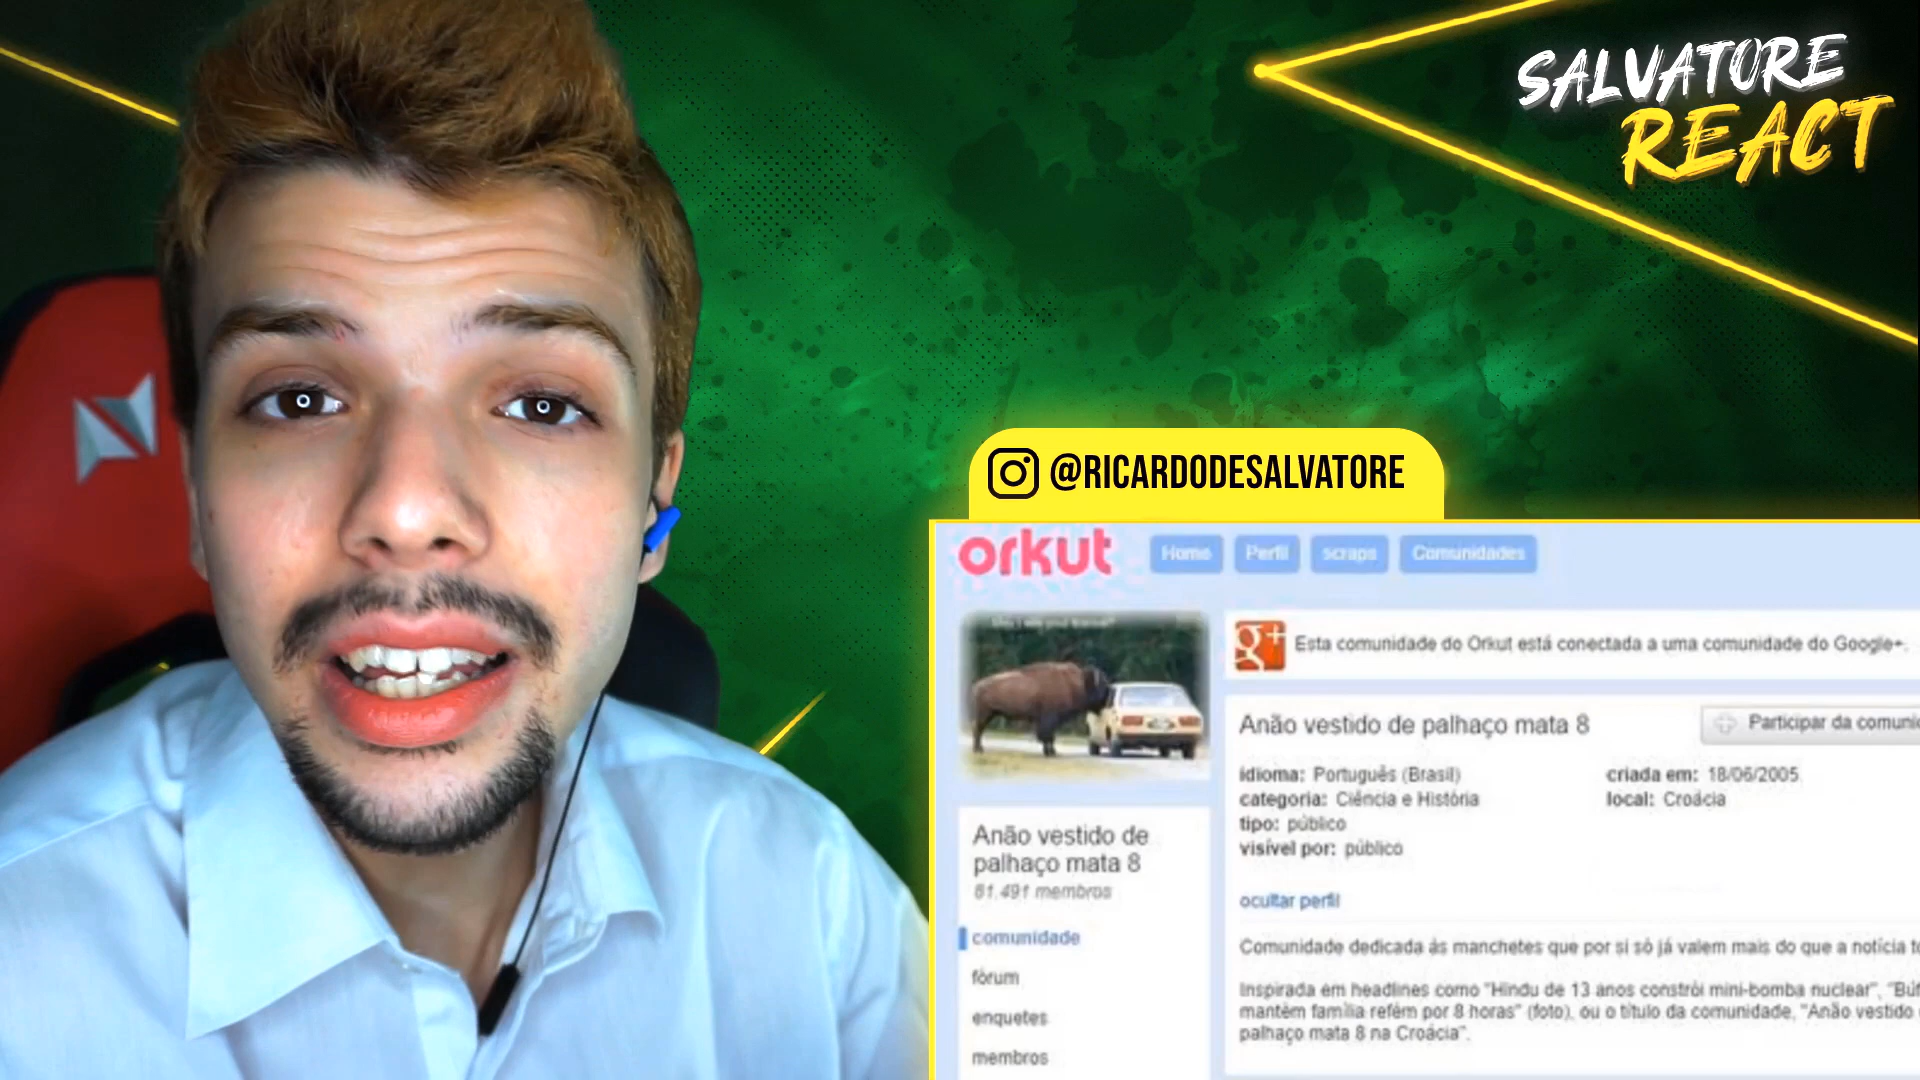 SALVATORE
REACT
@RICARDODESALVATORE
orkut
Home
Perfil
scraps
Comunidades
g+
Esta comunidade do Orkut está conectada a uma comunidade do Google+.
Anão vestido de palhaço mata 8
Participar da
idioma: Português (Brasil)
criada em: 18/06/2005
categoria: Ciência e História
local: Croácia
tipo: público
visível por: público
ocultar perfil
Comunidade dedicada às manchetes que por si só já valem mais do que a notícia
Inspirada em headlines como "Hindu de 13 anos constrói mini-bomba nuclear",
mantém família refém por 8 horas" (foto), ou o título da comunidade, "Anão vestido
palhaço mata 8 na Croácia".
Anão vestido de
palhaço mata 8
61.491 membros
comunidade
fórum
enquetes
membros